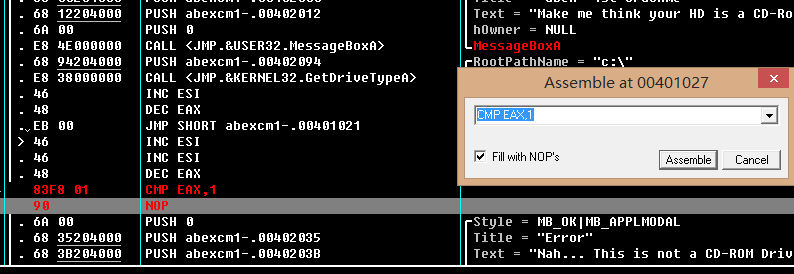 . 68 12204000 PUSH abexcm1-.00402012 Text = "Make me think your HD is a CD-Rom
. 6A 00 PUSH 0 hOwner = NULL
. E8 4E000000 CALL <JMP.&USER32.MessageBoxA> MessageBoxA
. 68 94204000 PUSH abexcm1-.00402094 RootPathName = "c:\"
. E8 38000000 CALL <JMP.&KERNEL32.GetDriveTypeA>
. 46 INC ESI
. 48 DEC EAX
. EB 00 JMP SHORT abexcm1-.00401021
> 46 INC ESI
. 46 INC ESI
. 48 DEC EAX
83F8 01 CMP EAX,1
90 NOP
. 6A 00 PUSH 0 Style = MB_OK|MB_APPLMODAL
. 68 35204000 PUSH abexcm1-.00402035 Title = "Error"
. 68 3B204000 PUSH abexcm1-.0040203B Text = "Nah... This is not a CD-ROM Driv
Assemble at 00401027
CMP EAX,1
Fill with NOP's
Assemble
Cancel